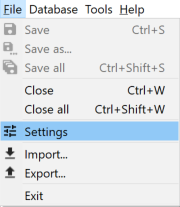 File Database Tools Help
Save Ctrl+S
Save as...
Save all Ctrl+Shift+S
Close Ctrl+W
Close all Ctrl+Shift+W
Settings
Import...
Export...
Exit